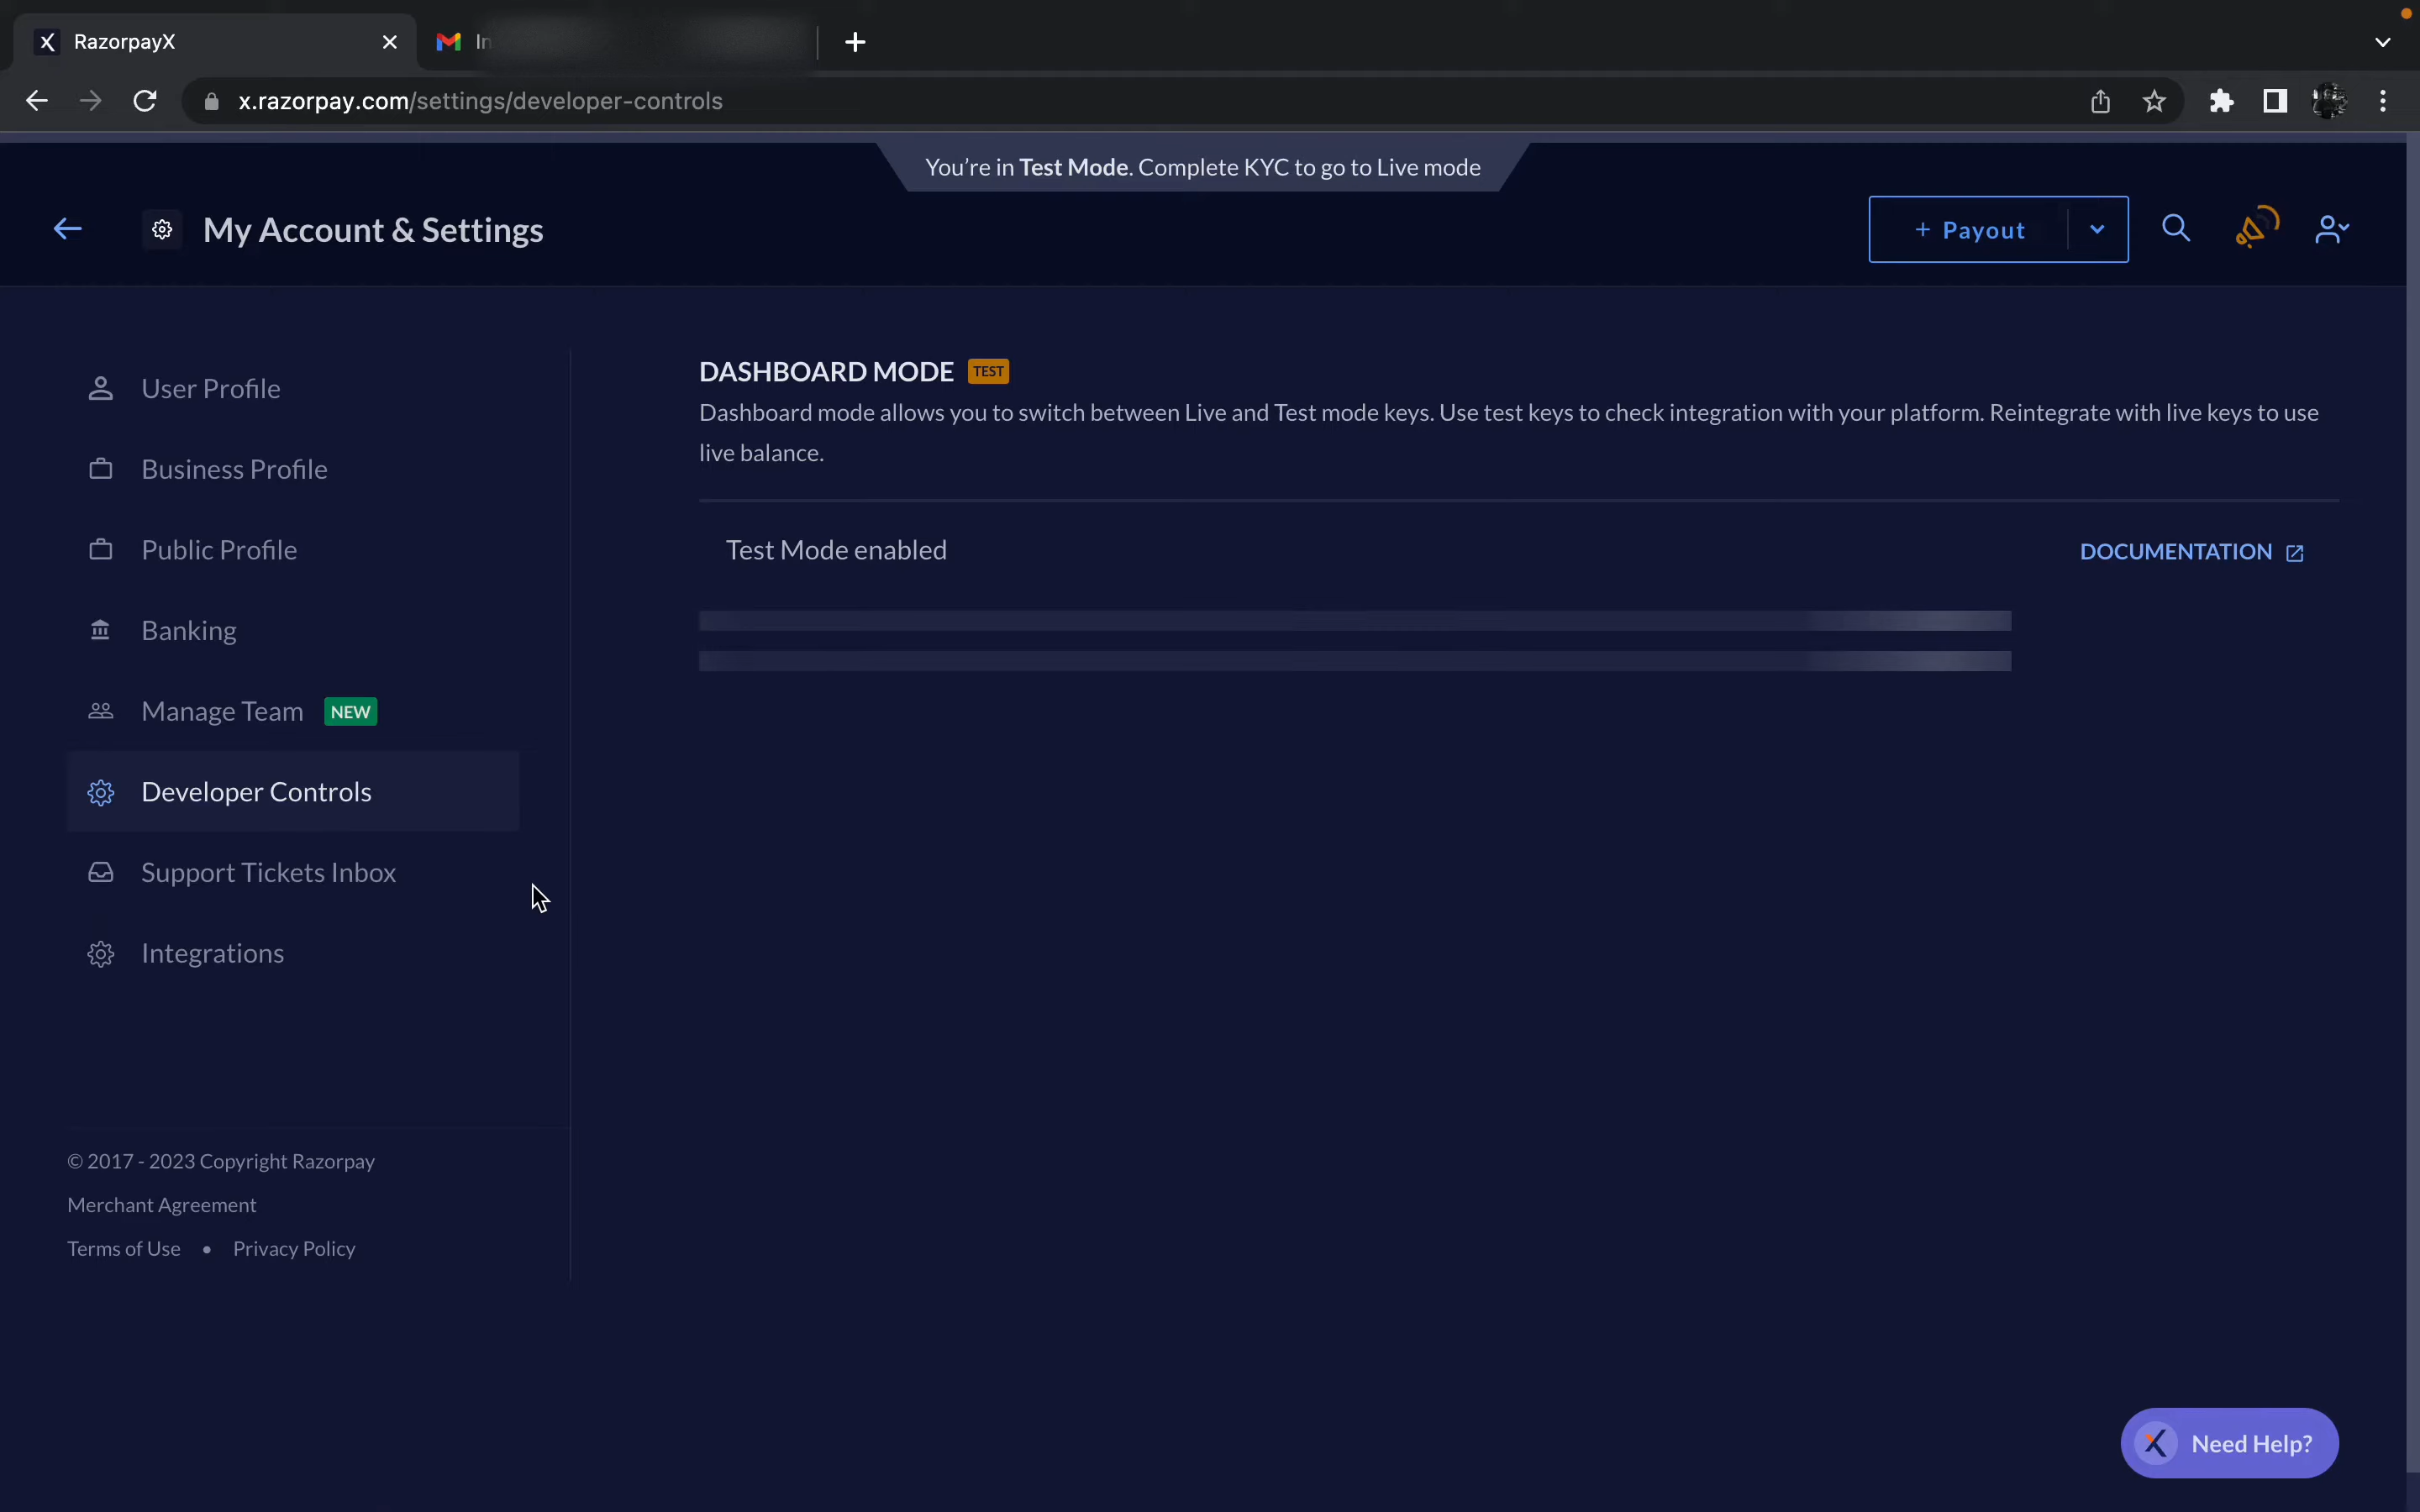 RazorpayX
In
x.razorpay.com/settings/developer-controls
You're in Test Mode. Complete KYC to go to Live mode
My Account & Settings
+ Payout
User Profile
Business Profile
Public Profile
Banking
Manage Team NEW
Developer Controls
Support Tickets Inbox
Integrations
© 2017 - 2023 Copyright Razorpay
Merchant Agreement
Terms of Use • Privacy Policy
DASHBOARD MODE TEST
Dashboard mode allows you to switch between Live and Test mode keys. Use test keys to check integration with your platform. Reintegrate with live keys to use
live balance.
Test Mode enabled
DOCUMENTATION
Need Help?